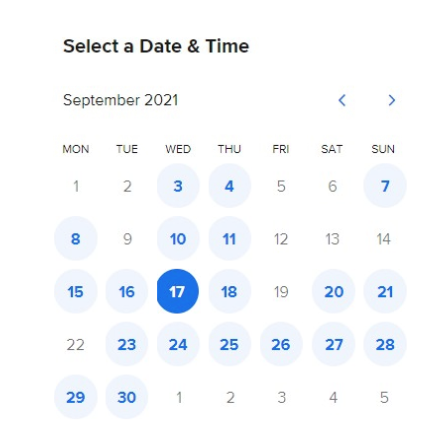 Select a Date & Time
September 2021
MON TUE WED THU FRI SAT SUN
1 2 3 4 5 6 7
8 9 10 11 12 13 14
15 16 17 18 19 20 21
22 23 24 25 26 27 28
29 30 1 2 3 4 5